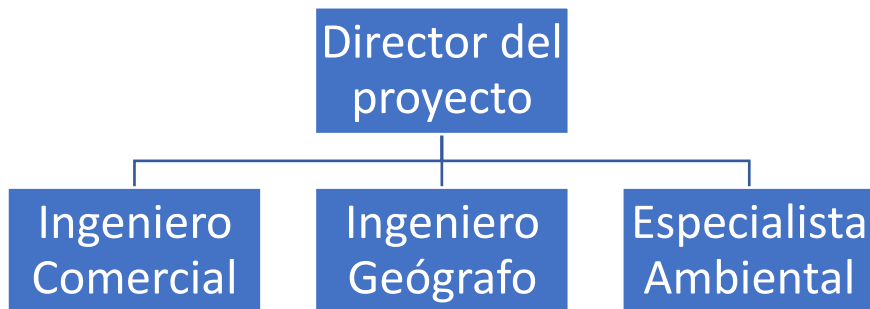 Director del
proyecto
Ingeniero
Comercial
Ingeniero
Geógrafo
Especialista
Ambiental